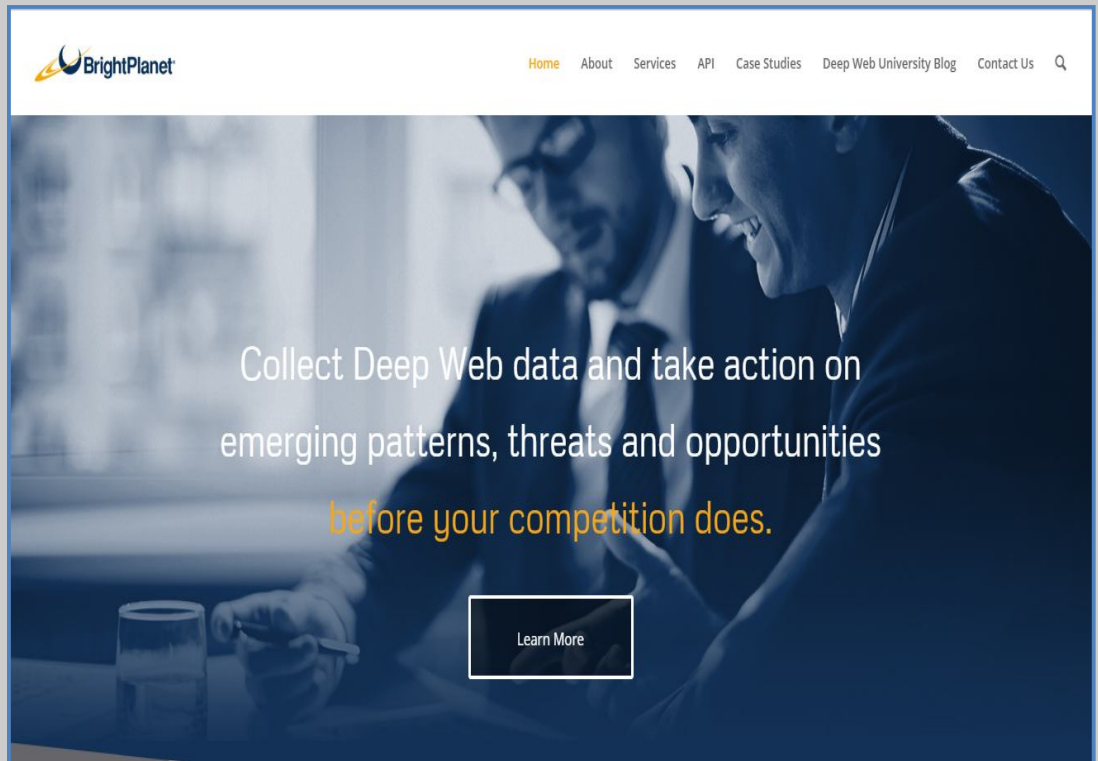 BrightPlanet
Home About Services API Case Studies Deep Web University Blog Contact Us
Collect Deep Web data and take action on
emerging patterns, threats and opportunities
before your competition does.
Learn More